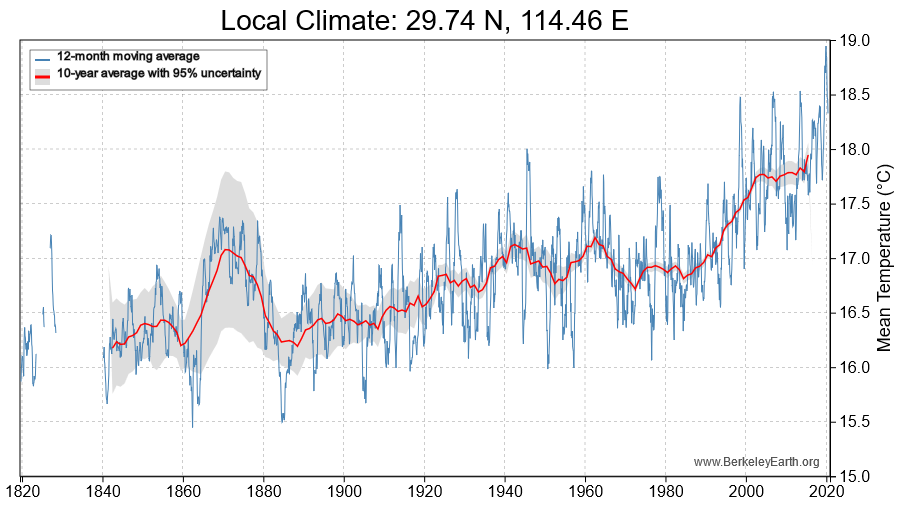 Local Climate: 29.74 N, 114.46 E
12-month moving average
10-year average with 95% uncertainty
19.0
18.5
18.0
17.5
17.0
16.5
16.0
15.5
15.0
Mean Temperature (°C)
www.BerkeleyEarth.org
1820 1840 1860 1880 1900 1920 1940 1960 1980 2000 2020